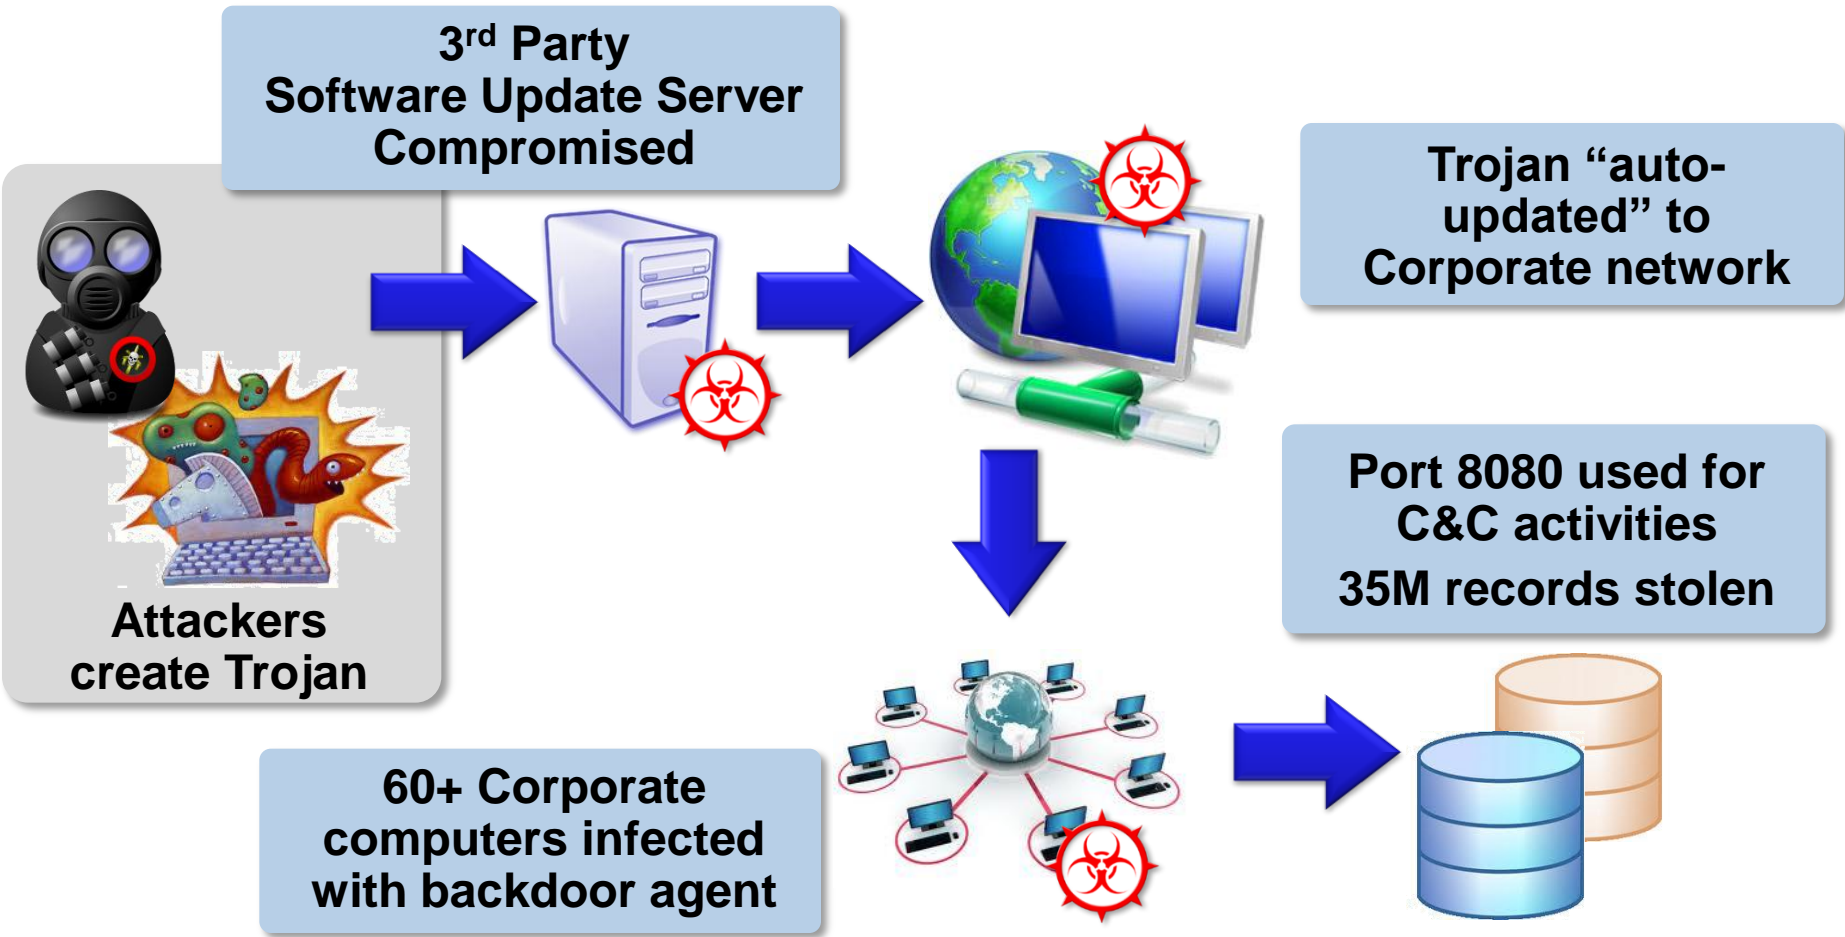 3rd Party
Software Update Server
Compromised
Trojan “auto-
updated” to
Corporate network
Attackers
create Trojan
Port 8080 used for
C&C activities
35M records stolen
60+ Corporate
computers infected
with backdoor agent